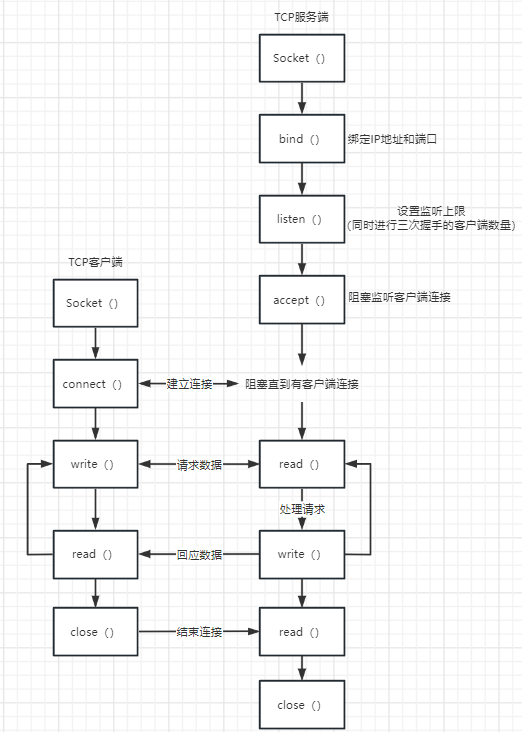 TCP服务端
Socket（）
bind（）
绑定IP地址和端口
listen（）
设置监听上限
(同时进行三次握手的客户端数量)
TCP客户端
Socket（）
accept（）
阻塞监听客户端连接
connect（）
建立连接
阻塞直到有客户端连接
write（）
请求数据
read（）
处理请求
read（）
回应数据
write（）
close（）
结束连接
read（）
close（）